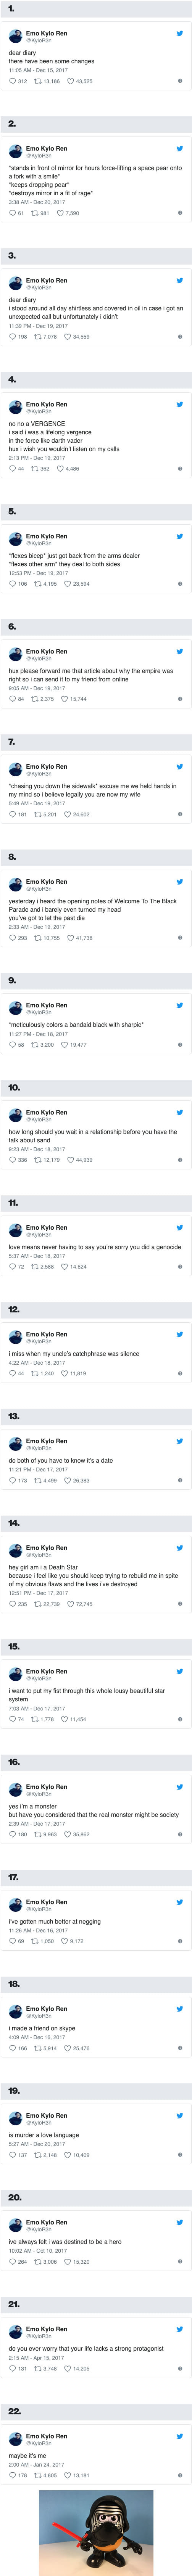 1.
Emo Kylo Ren
@KyloR3n
dear diary
there have been some changes
11:05 AM - Dec 15, 2017
312 13,186 43,525
2.
Emo Kylo Ren
@KyloR3n
*stands in front of mirror for hours force-lifting a space pear onto
a fork with a smile*
*keeps dropping pear*
*destroys mirror in a fit of rage*
3:38 AM - Dec 20, 2017
61 981 7,590
3.
Emo Kylo Ren
@KyloR3n
dear diary
i stood around all day shirtless and covered in oil in case i got an
unexpected call but unfortunately i didn't
11:39 PM - Dec 19, 2017
198 7,078 34,559
4.
Emo Kylo Ren
@KyloR3n
no no a VERGENCE
i said i was a lifelong vergence
in the force like darth vader
hux i wish you wouldn't listen on my calls
2:13 PM - Dec 19, 2017
44 362 4,486
5.
Emo Kylo Ren
@KyloR3n
*flexes bicep* just got back from the arms dealer
*flexes other arm* they deal to both sides
12:33 PM - Dec 19, 2017
106 4,195 23,594
6.
Emo Kylo Ren
@KyloR3n
hux please forward me that article about why the empire was
right so i can send it to my friend from online
9:05 AM - Dec 19, 2017
84 2,375 15,744
7.
Emo Kylo Ren
@KyloR3n
*chasing you down the sidewalk* excuse me we held hands in
my mind so i believe legally you are now my wife
5:49 AM - Dec 19, 2017
181 5,201 24,602
8.
Emo Kylo Ren
@KyloR3n
yesterday i heard the opening notes of Welcome To The Black
Parade and i barely even turned my head
you've got to let the past die
2:33 AM - Dec 19, 2017
293 10,755 41,738
9.
Emo Kylo Ren
@KyloR3n
*meticulously colors a bandaid black with sharpie*
11:27 PM - Dec 18, 2017
58 3,200 19,477
10.
Emo Kylo Ren
@KyloR3n
how long should you wait in a relationship before you have the
talk about sand
9:23 AM - Dec 18, 2017
336 12,179 44,939
11.
Emo Kylo Ren
@KyloR3n
love means never having to say you're sorry you did a genocide
5:37 AM - Dec 18, 2017
72 2,588 14,624
12.
Emo Kylo Ren
@KyloR3n
i miss when my uncle's catchphrase was silence
4:22 AM - Dec 18, 2017
44 1,240 11,819
13.
Emo Kylo Ren
@KyloR3n
do both of you have to know it's a date
11:21 PM - Dec 17, 2017
173 4,499 26,383
14.
Emo Kylo Ren
@KyloR3n
hey girl am i a Death Star
because i feel like you should keep trying to rebuild me in spite
of my obvious flaws and the lives i've destroyed
12:51 PM - Dec 17, 2017
235 22,739 72,745
15.
Emo Kylo Ren
@KyloR3n
i want to put my fist through this whole lousy beautiful star
system
7:03 AM - Dec 17, 2017
74 1,778 11,454
16.
Emo Kylo Ren
@KyloR3n
yes i'm a monster
but have you considered that the real monster might be society
2:39 AM - Dec 17, 2017
180 9,963 35,862
17.
Emo Kylo Ren
@KyloR3n
i've gotten much better at negging
11:26 AM - Dec 16, 2017
69 1,050 9,172
18.
Emo Kylo Ren
@KyloR3n
i made a friend on skype
4:09 AM - Dec 16, 2017
166 5,914 25,476
19.
Emo Kylo Ren
@KyloR3n
is murder a love language
5:27 AM - Dec 20, 2017
137 2,148 10,409
20.
Emo Kylo Ren
@KyloR3n
ive always felt i was destined to be a hero
10:02 AM - Oct 10, 2017
264 3,006 15,320
21.
Emo Kylo Ren
@KyloR3n
do you ever worry that your life lacks a strong protagonist
2:15 AM - Apr 15, 2017
131 3,748 14,205
22.
Emo Kylo Ren
@KyloR3n
maybe it's me
2:00 AM - Jan 24, 2017
178 4,805 13,181